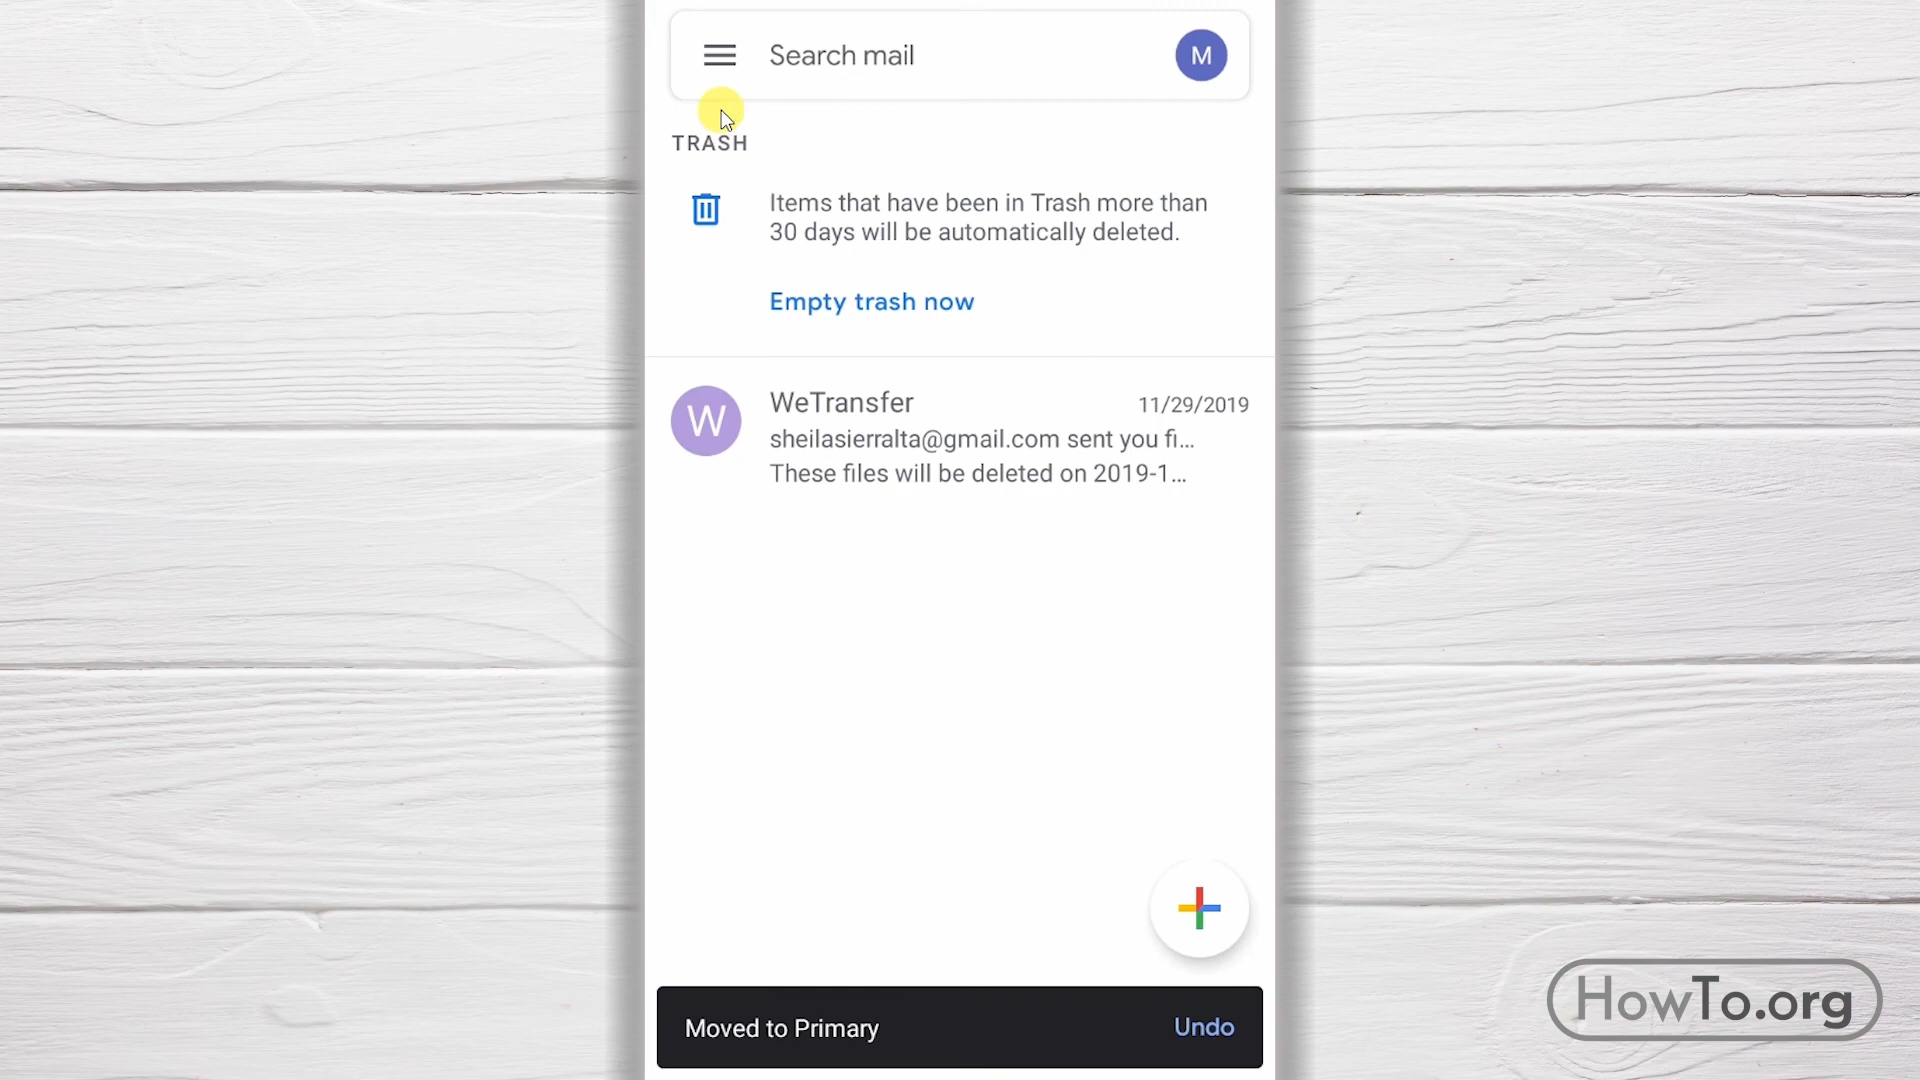 Search mail
M
TRASH
Items that have been in Trash more than
30 days will be automatically deleted.
Empty trash now
W
WeTransfer
11/29/2019
sheilasierralta@gmail.com sent you fi...
These files will be deleted on 2019-1...
Moved to Primary
Undo
HowTo.org